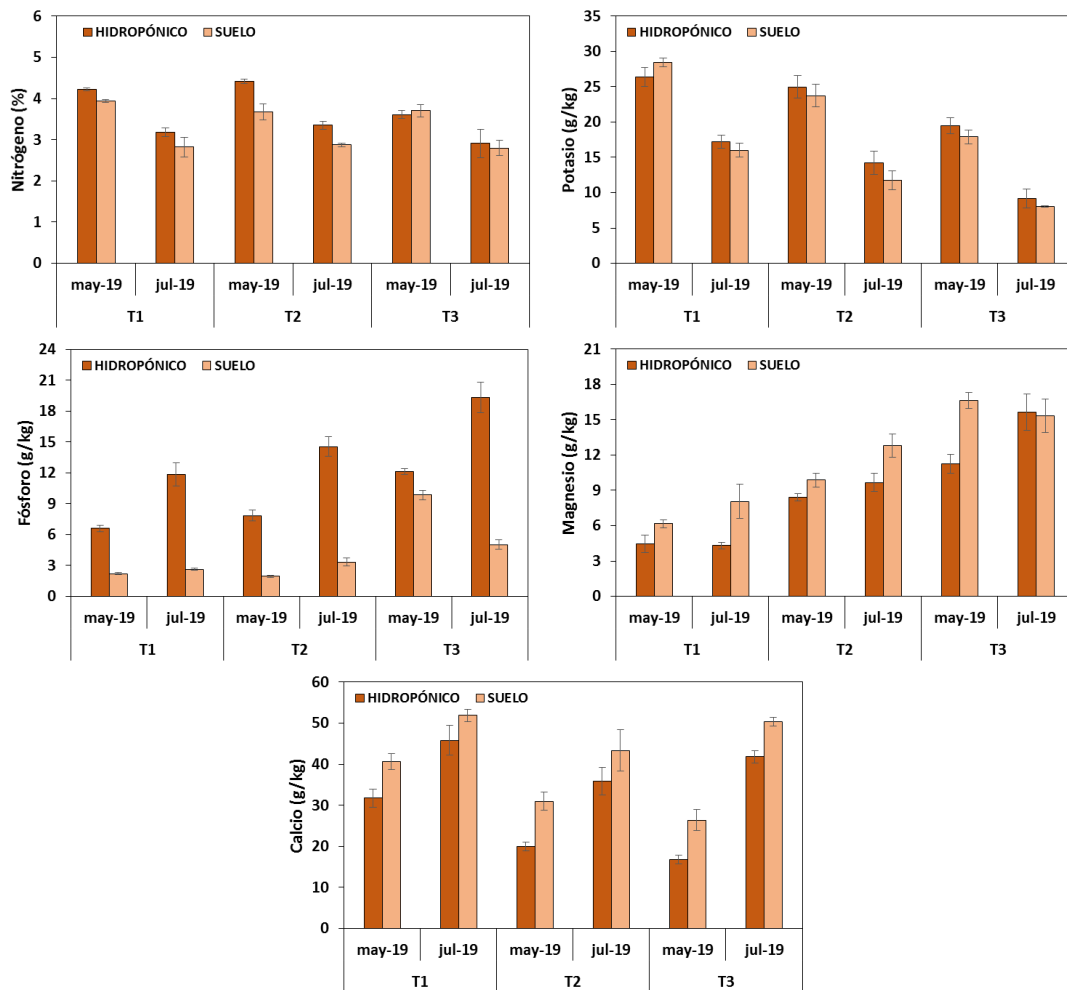 HIDROPÓNICO SUELO
Nitrógeno (%)
6
5
4
3
2
1
0
may-19 jul-19 may-19 jul-19 may-19 jul-19
T1 T2 T3
HIDROPÓNICO SUELO
Potasio (g/kg)
35
30
25
20
15
10
5
0
may-19 jul-19 may-19 jul-19 may-19 jul-19
T1 T2 T3
HIDROPÓNICO SUELO
Fósforo (g/kg)
24
21
18
15
12
9
6
3
0
may-19 jul-19 may-19 jul-19 may-19 jul-19
T1 T2 T3
HIDROPÓNICO SUELO
Magnesio (g/kg)
21
18
15
12
9
6
3
0
may-19 jul-19 may-19 jul-19 may-19 jul-19
T1 T2 T3
HIDROPÓNICO SUELO
Calcio (g/kg)
60
50
40
30
20
10
0
may-19 jul-19 may-19 jul-19 may-19 jul-19
T1 T2 T3